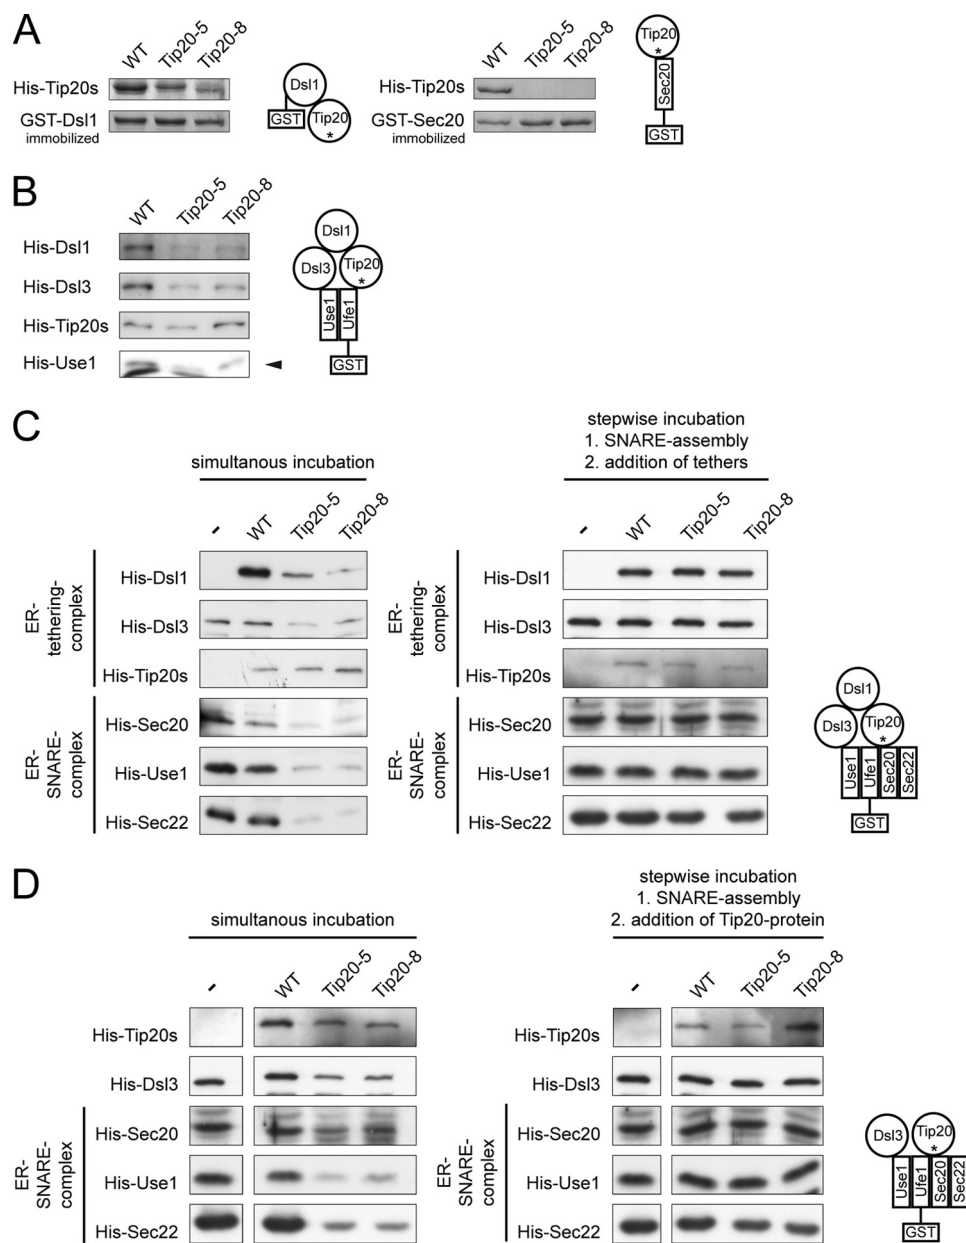 A
WT
Tip20-5
Tip20-8
His-Tip20s
GST-Dsl1
immobilized
Dsl1
GST
Tip20
*
WT
Tip20-5
Tip20-8
His-Tip20s
GST-Sec20
immobilized
Tip20
*
Sec20
GST
B
WT
Tip20-5
Tip20-8
His-Dsl1
His-Dsl3
His-Tip20s
His-Use1
Dsl1
Dsl3
Tip20
*
Use1
Ufe1
GST
C
simultanous incubation
-
WT
Tip20-5
Tip20-8
ER-
tethering-
complex
His-Dsl1
His-Dsl3
His-Tip20s
ER-
SNARE-
complex
His-Sec20
His-Use1
His-Sec22
stepwise incubation
1. SNARE-assembly
2. addition of tethers
-
WT
Tip20-5
Tip20-8
ER-
tethering-
complex
His-Dsl1
His-Dsl3
His-Tip20s
ER-
SNARE-
complex
His-Sec20
His-Use1
His-Sec22
Dsl1
Dsl3
Tip20
*
Use1
Ufe1
Sec20
Sec22
GST
D
simultanous incubation
-
WT
Tip20-5
Tip20-8
His-Tip20s
His-Dsl3
ER-
SNARE-
complex
His-Sec20
His-Use1
His-Sec22
stepwise incubation
1. SNARE-assembly
2. addition of Tip20-protein
-
WT
Tip20-5
Tip20-8
His-Tip20s
His-Dsl3
ER-
SNARE-
complex
His-Sec20
His-Use1
His-Sec22
Dsl3
Tip20
*
Use1
Ufe1
Sec20
Sec22
GST